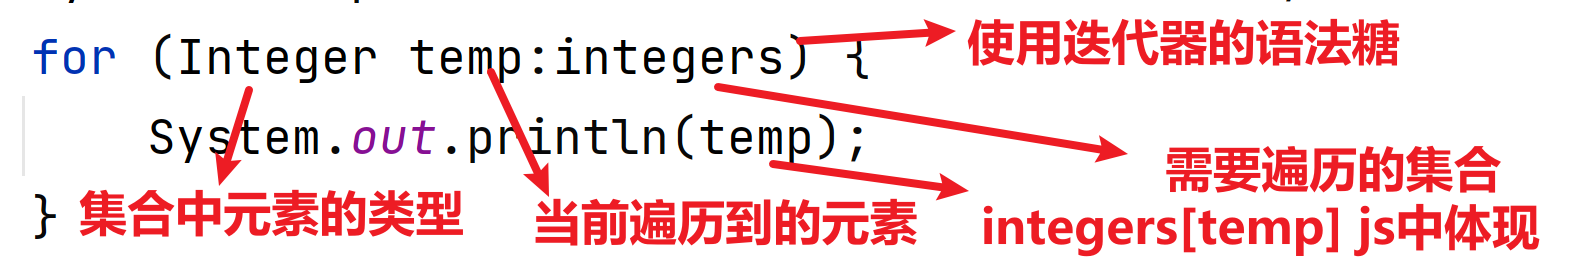 for (Integer temp:integers) {
使用迭代器的语法糖
System.out.println(temp);
需要遍历的集合
} 集合中元素的类型
当前遍历到的元素
integers[temp] js中体现